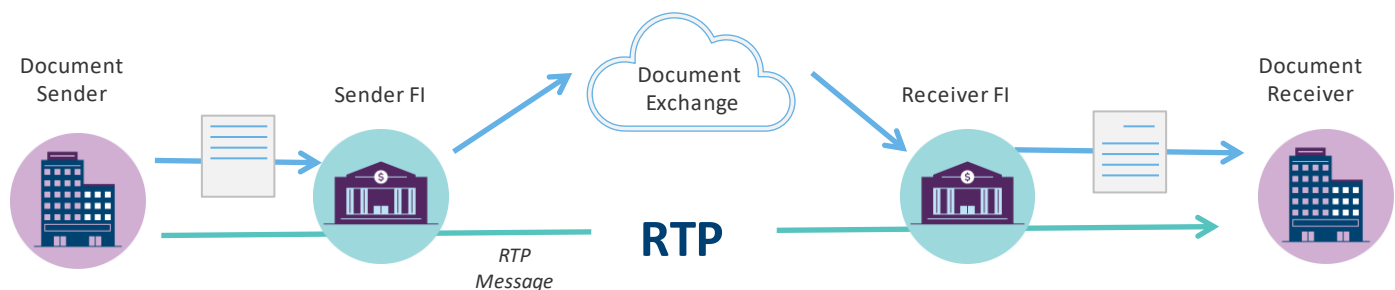 Document
Sender
Sender FI
Document
Exchange
Receiver FI
Document
Receiver
$
$
RTP
Message
RTP